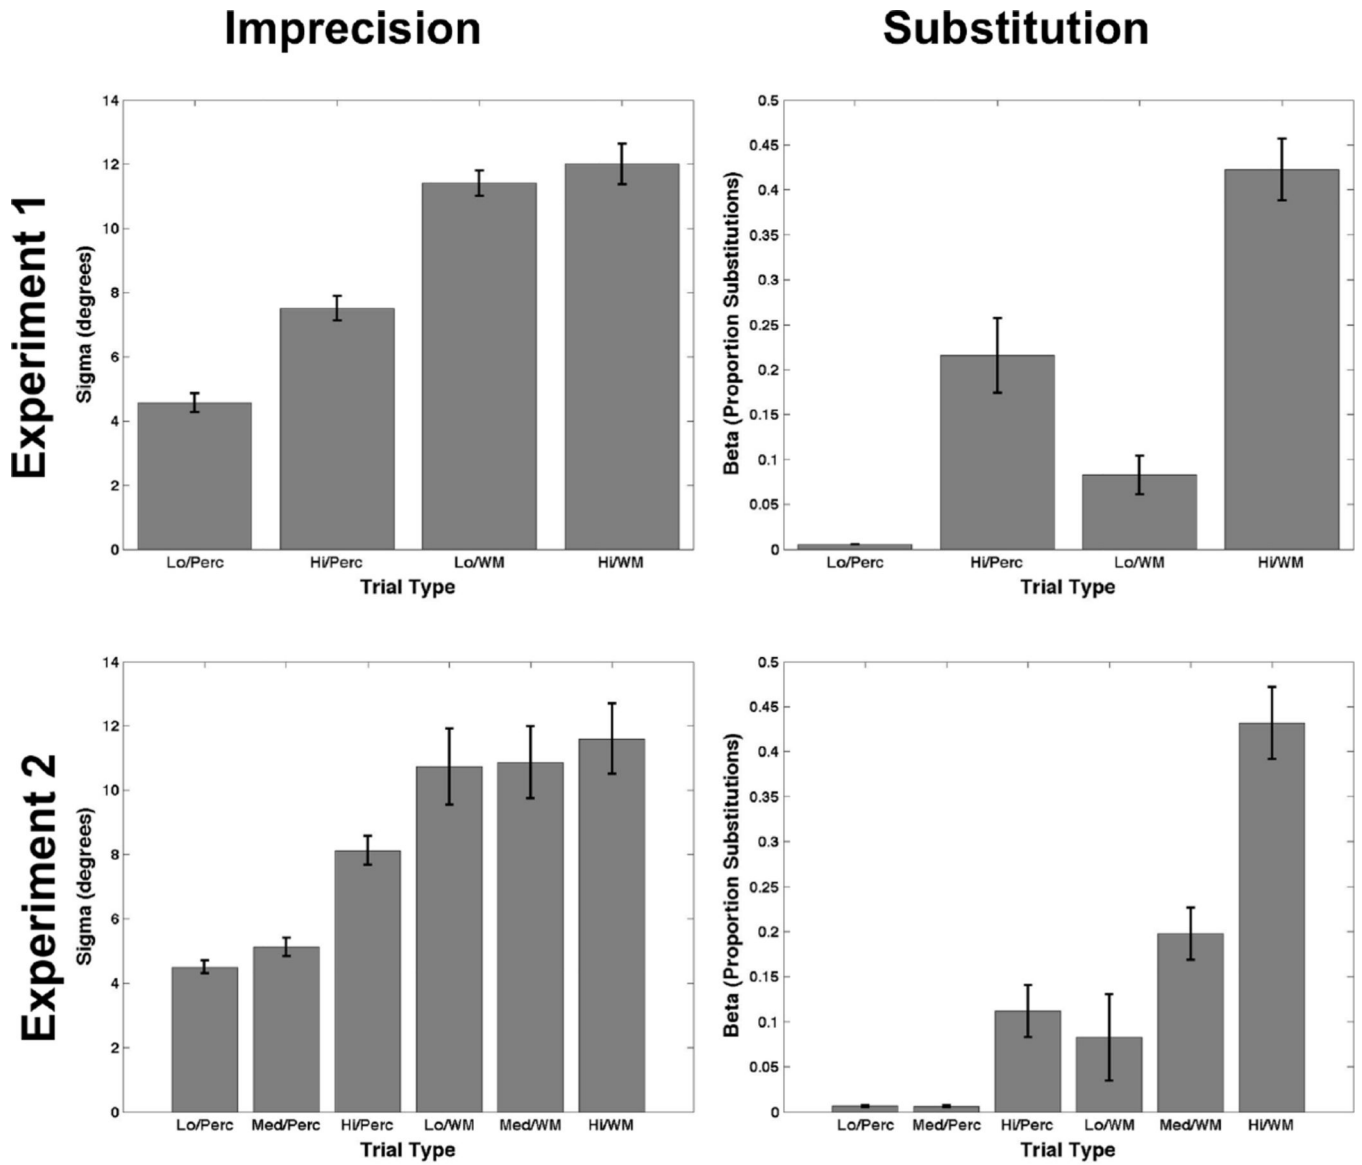 Imprecision
Substitution
Experiment 1
Sigma (degrees)
14
12
10
8
6
4
2
0
Lo/Perc Hi/Perc Lo/WM Hi/WM
Trial Type
Beta (Proportion Substitutions)
0.5
0.45
0.4
0.35
0.3
0.25
0.2
0.15
0.1
0.05
0
Lo/Perc Hi/Perc Lo/WM Hi/WM
Trial Type
Experiment 2
Sigma (degrees)
14
12
10
8
6
4
2
0
Lo/Perc Med/Perc Hi/Perc Lo/WM Med/WM Hi/WM
Trial Type
Beta (Proportion Substitutions)
0.5
0.45
0.4
0.35
0.3
0.25
0.2
0.15
0.1
0.05
0
Lo/Perc Med/Perc Hi/Perc Lo/WM Med/WM Hi/WM
Trial Type